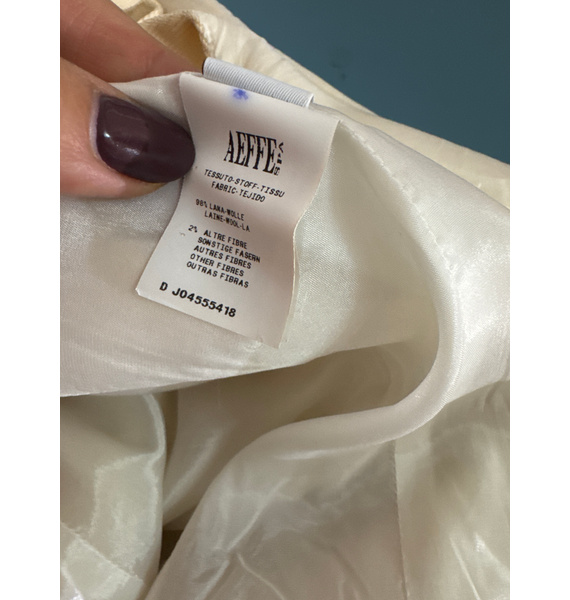 AEFFE SPA
TESSUTO-STOFF-TISSU
FABRIC-TEJIDO
98% LANA-WOLLE
LAINE-WOOL-LA
2% ALTRE FIBRE
SONSTIGE FASERN
AUTRES FIBRES
OTHER FIBRES
OUTRAS FIBRAS
D J04555418